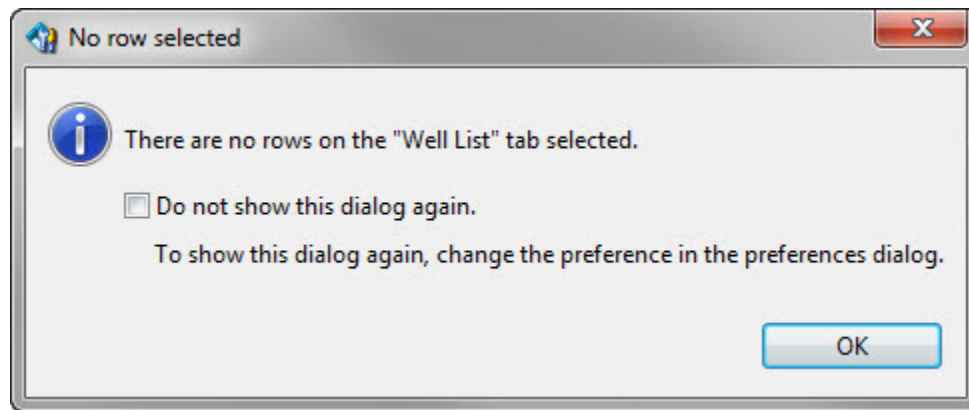 No row selected
There are no rows on the "Well List" tab selected.
Do not show this dialog again.
To show this dialog again, change the preference in the preferences dialog.
OK